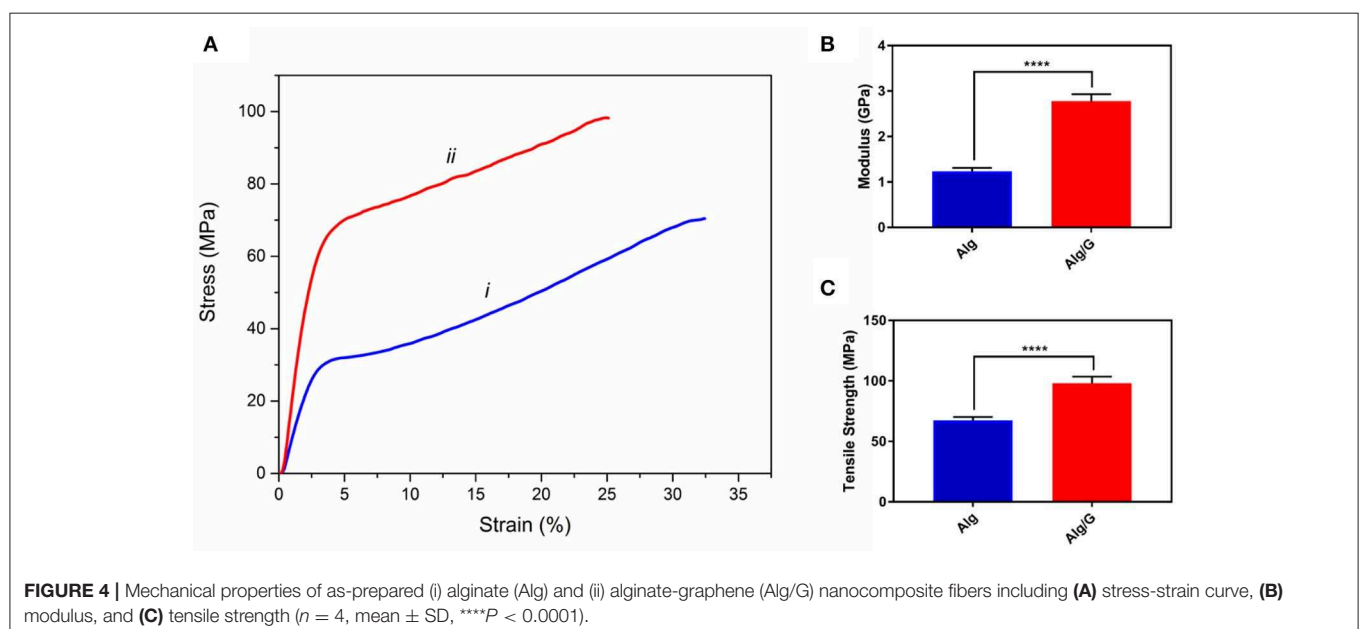 A
Stress (MPa)
100
80
60
40
20
0
ii
i
0 5 10 15 20 25 30 35
Strain (%)
B
Modulus (GPa)
4
3
2
1
0
****
Alg
Alg/G
C
Tensile Strength (MPa)
150
100
50
0
****
Alg
Alg/G
FIGURE 4 | Mechanical properties of as-prepared (i) alginate (Alg) and (ii) alginate-graphene (Alg/G) nanocomposite fibers including (A) stress-strain curve, (B)
modulus, and (C) tensile strength (n = 4, mean ± SD, ****P < 0.0001).